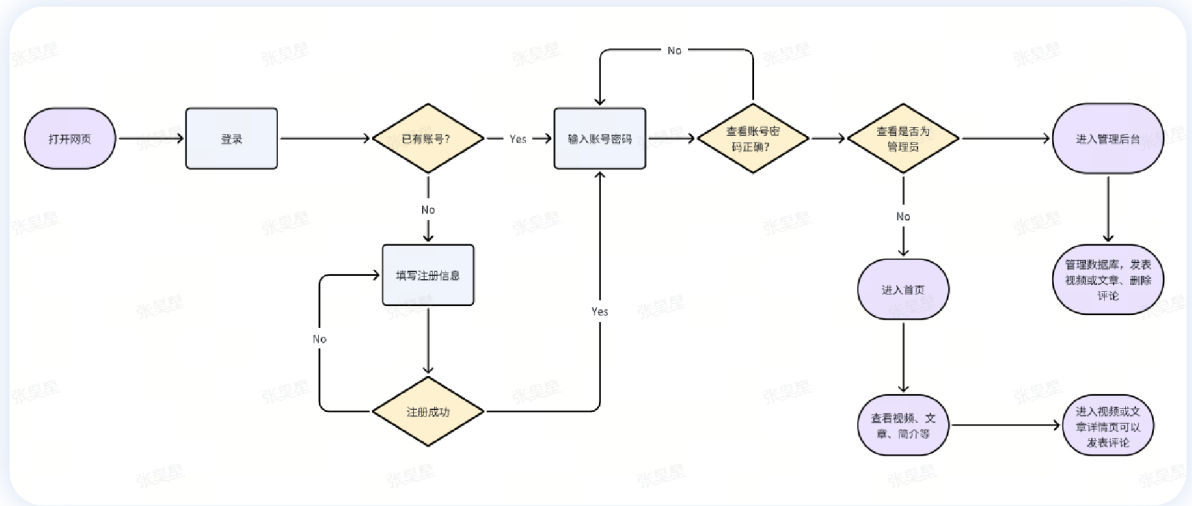 No
打开网页
登录
已有账号？
Yes
输入账号密码
查看账号密
码正确？
查看是否为
管理员
进入管理后台
No
No
填写注册信息
进入首页
管理数据库，发表
视频或文章、删除
评论
No
Yes
注册成功
查看视频、文
章、简介等
进入视频或文
章详情页可以
发表评论